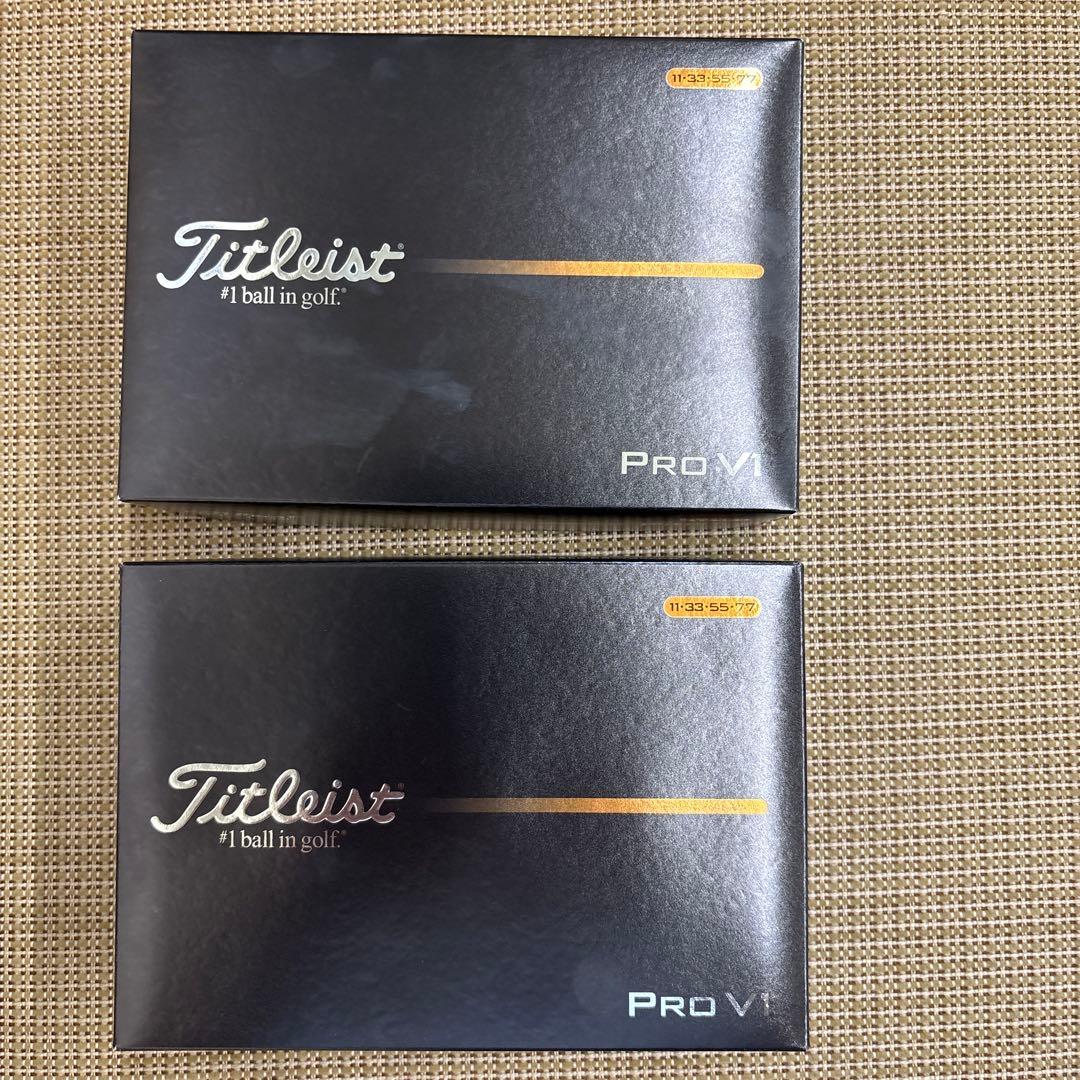 11·33·55·77
Titleist®
#1 ball in golf.®
PRO V1
11·33·55·77
Titleist®
#1 ball in golf.®
PRO V1